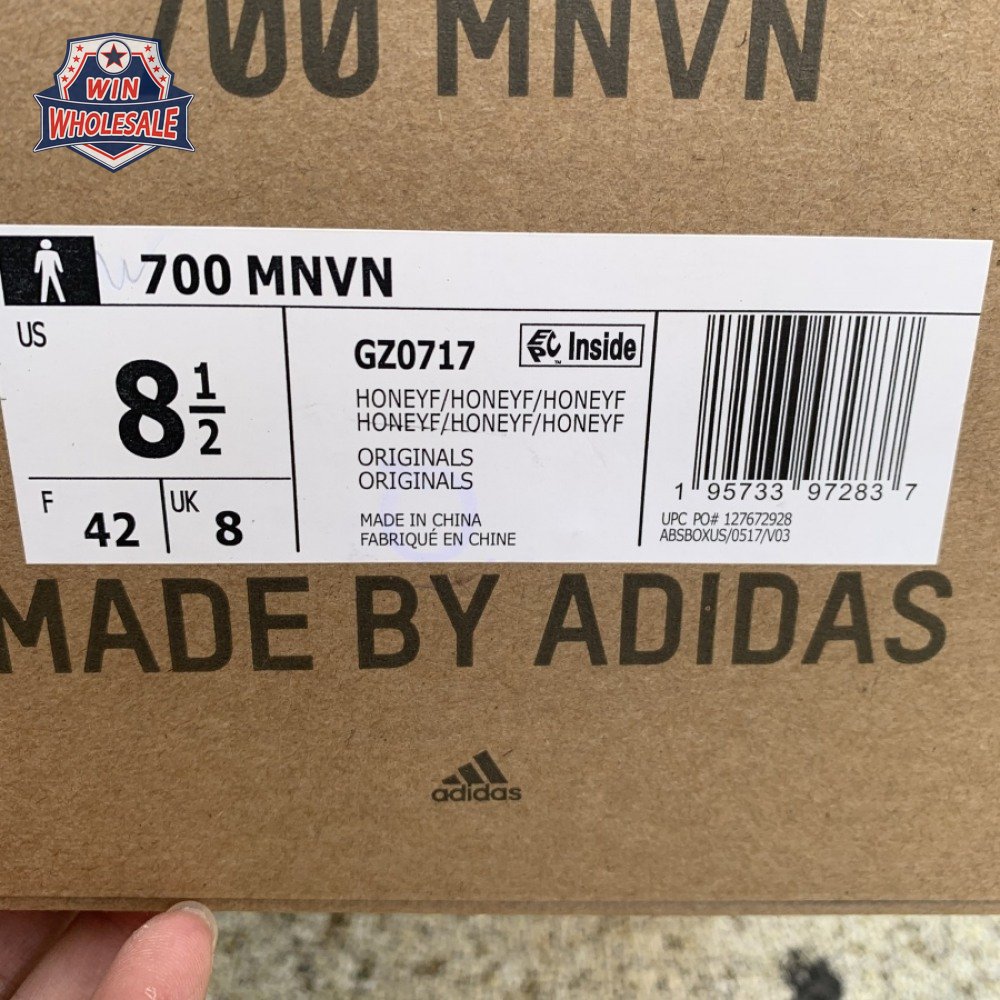 700 MNVN
WIN
WHOLESALE
700 MNVN
US
8 1/2
F 42
UK 8
GZ0717
EPC Inside
™
HONEYF/HONEYF/HONEYF
HONEYF/HONEYF/HONEYF
ORIGINALS
ORIGINALS
MADE IN CHINA
FABRIQUÉ EN CHINE
1 95733 97283 7
UPC PO# 127672928
ABSBOXUS/0517/V03
MADE BY ADIDAS
adidas